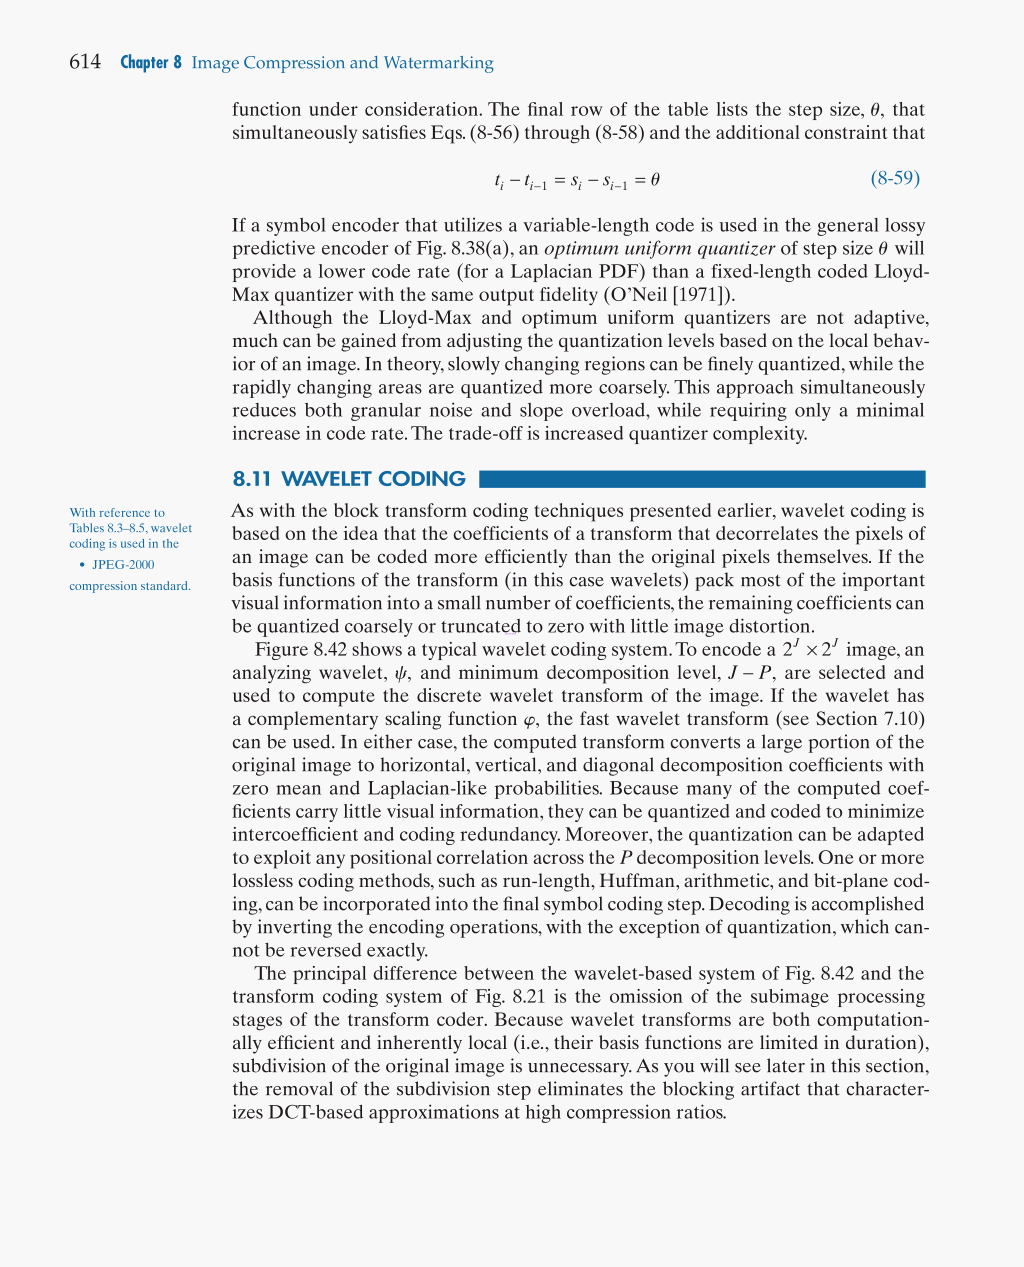 614 Chapter 8 Image Compression and Watermarking
function under consideration. The final row of the table lists the step size, θ, that
simultaneously satisfies Eqs. (8-56) through (8-58) and the additional constraint that
tᵢ − tᵢ₋₁ = sᵢ − sᵢ₋₁ = θ (8-59)
If a symbol encoder that utilizes a variable-length code is used in the general lossy
predictive encoder of Fig. 8.38(a), an optimum uniform quantizer of step size θ will
provide a lower code rate (for a Laplacian PDF) than a fixed-length coded Lloyd-
Max quantizer with the same output fidelity (O’Neil [1971]).
Although the Lloyd-Max and optimum uniform quantizers are not adaptive,
much can be gained from adjusting the quantization levels based on the local behav-
ior of an image. In theory, slowly changing regions can be finely quantized, while the
rapidly changing areas are quantized more coarsely. This approach simultaneously
reduces both granular noise and slope overload, while requiring only a minimal
increase in code rate. The trade-off is increased quantizer complexity.
8.11 WAVELET CODING
With reference to
Tables 8.3–8.5, wavelet
coding is used in the
• JPEG-2000
compression standard.
As with the block transform coding techniques presented earlier, wavelet coding is
based on the idea that the coefficients of a transform that decorrelates the pixels of
an image can be coded more efficiently than the original pixels themselves. If the
basis functions of the transform (in this case wavelets) pack most of the important
visual information into a small number of coefficients, the remaining coefficients can
be quantized coarsely or truncated to zero with little image distortion.
Figure 8.42 shows a typical wavelet coding system. To encode a 2ᴶ × 2ᴶ image, an
analyzing wavelet, ψ, and minimum decomposition level, J − P, are selected and
used to compute the discrete wavelet transform of the image. If the wavelet has
a complementary scaling function φ, the fast wavelet transform (see Section 7.10)
can be used. In either case, the computed transform converts a large portion of the
original image to horizontal, vertical, and diagonal decomposition coefficients with
zero mean and Laplacian-like probabilities. Because many of the computed coef-
ficients carry little visual information, they can be quantized and coded to minimize
intercoefficient and coding redundancy. Moreover, the quantization can be adapted
to exploit any positional correlation across the P decomposition levels. One or more
lossless coding methods, such as run-length, Huffman, arithmetic, and bit-plane cod-
ing, can be incorporated into the final symbol coding step. Decoding is accomplished
by inverting the encoding operations, with the exception of quantization, which can-
not be reversed exactly.
The principal difference between the wavelet-based system of Fig. 8.42 and the
transform coding system of Fig. 8.21 is the omission of the subimage processing
stages of the transform coder. Because wavelet transforms are both computation-
ally efficient and inherently local (i.e., their basis functions are limited in duration),
subdivision of the original image is unnecessary. As you will see later in this section,
the removal of the subdivision step eliminates the blocking artifact that character-
izes DCT-based approximations at high compression ratios.